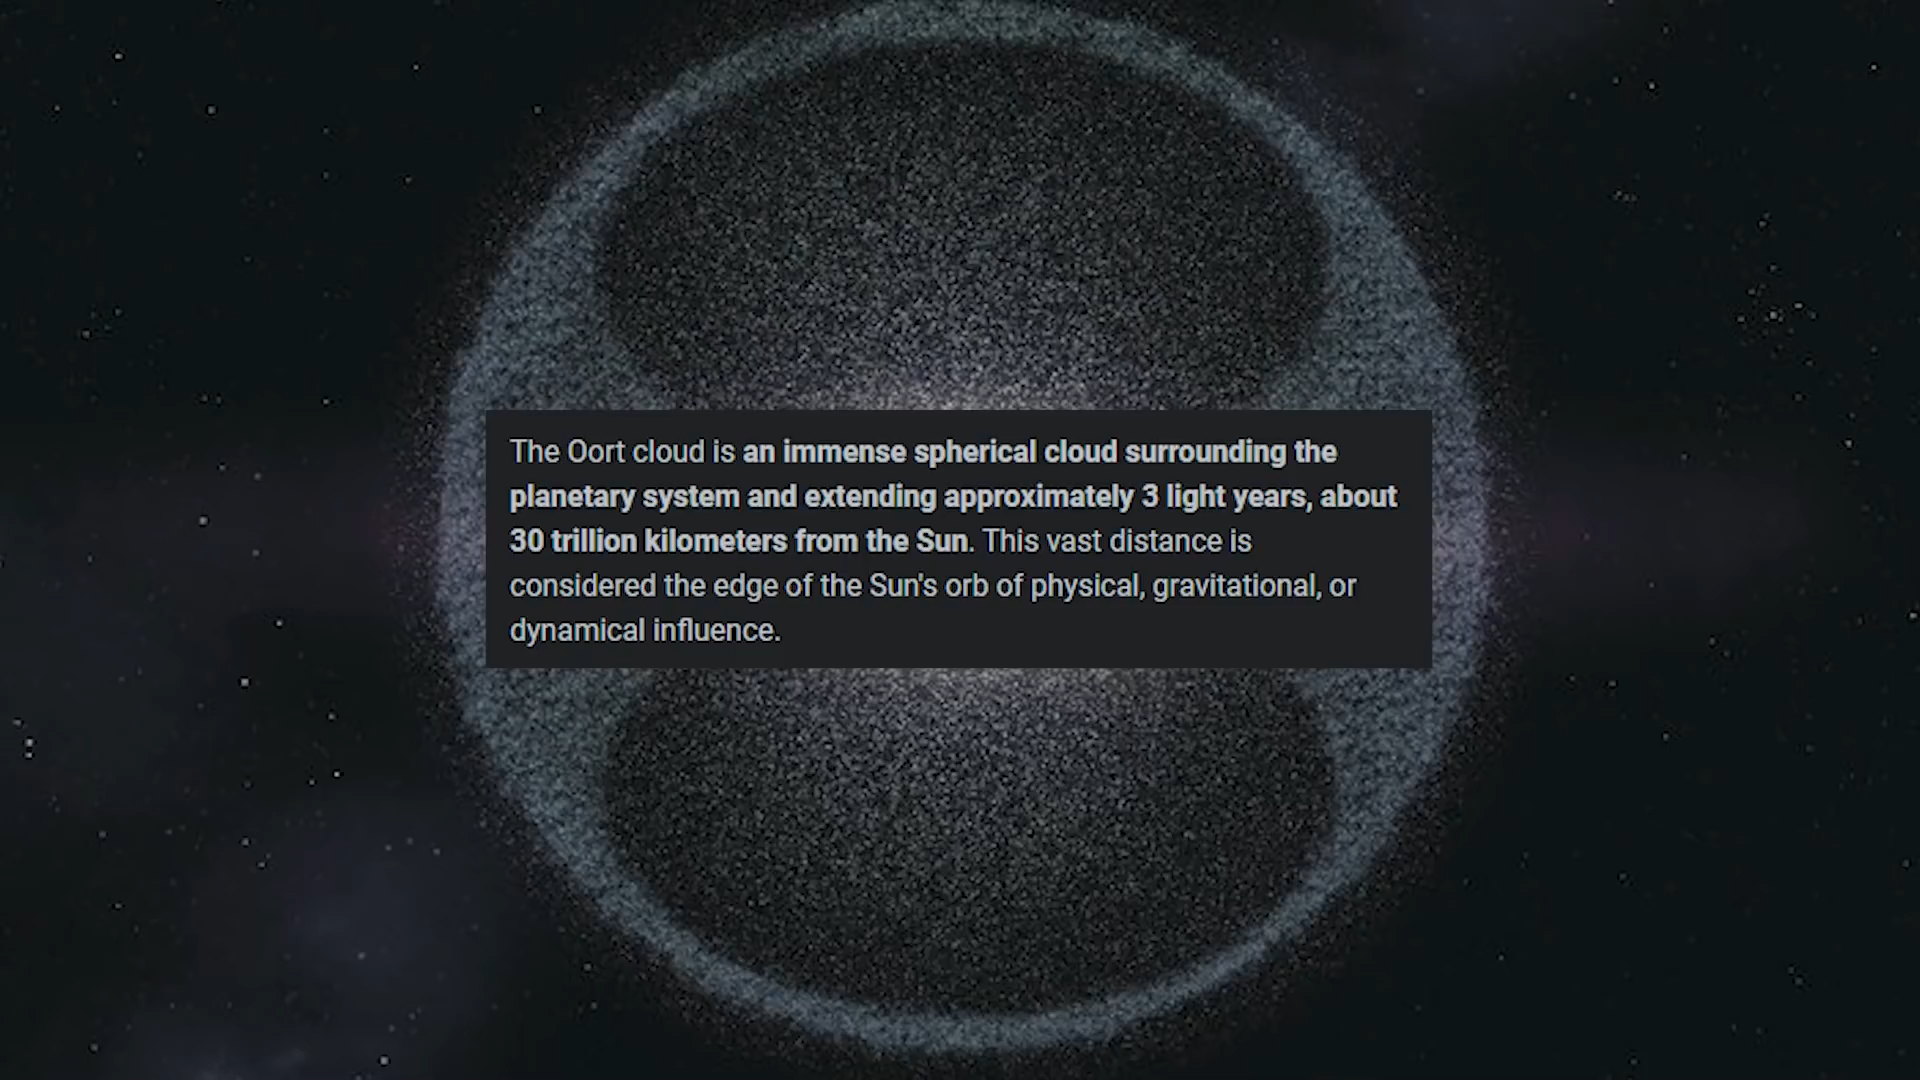 The Oort cloud is an immense spherical cloud surrounding the
planetary system and extending approximately 3 light years, about
30 trillion kilometers from the Sun. This vast distance is
considered the edge of the Sun's orb of physical, gravitational, or
dynamical influence.